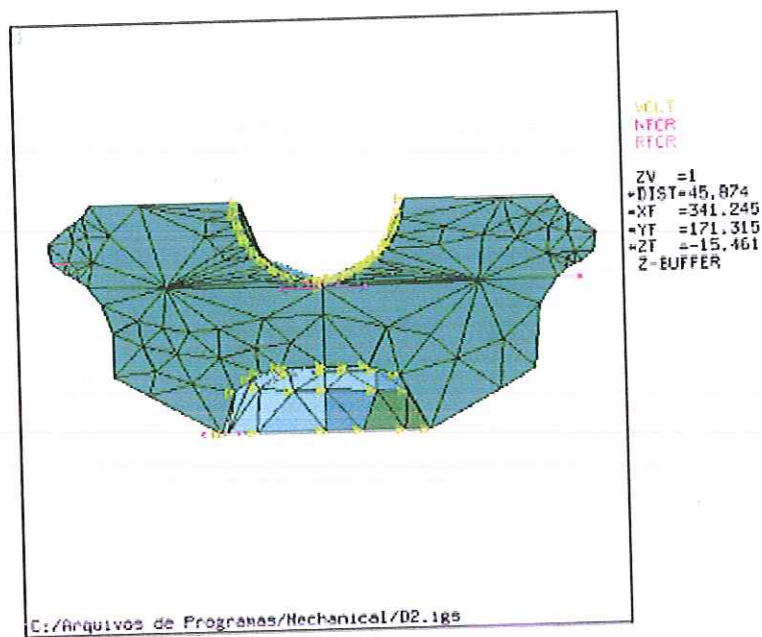 VOLT
NFOR
RFOR
ZV =1
*DIST=45.874
*XF =341.245
*YF =171.315
*ZF =-15.461
Z-BUFFER
C:/Arquivos de Programas/Mechanical/D2.igs